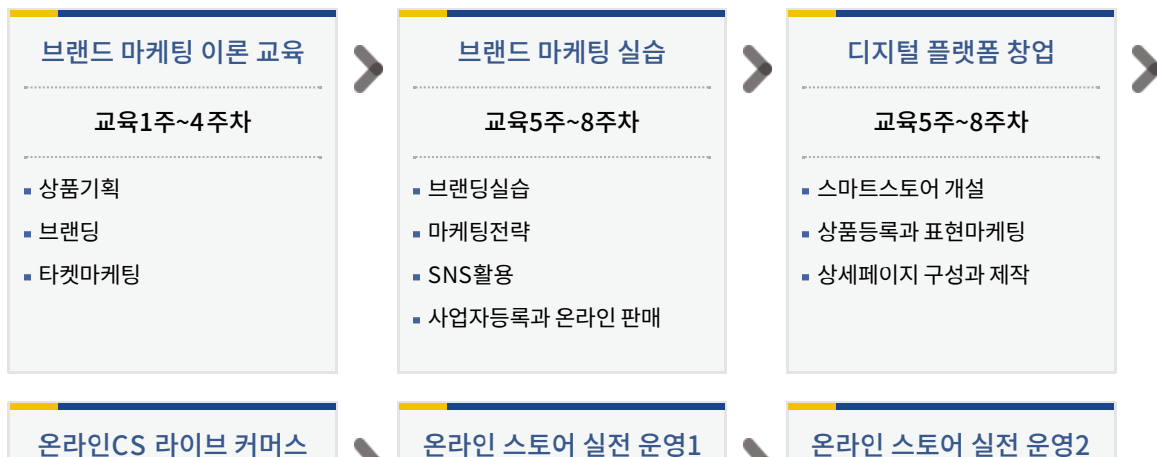 브랜드 마케팅 이론 교육
교육1주~4주차
상품기획
브랜딩
타켓마케팅
브랜드 마케팅 실습
교육5주~8주차
브랜딩실습
마케팅전략
SNS활용
사업자등록과 온라인 판매
디지털 플랫폼 창업
교육5주~8주차
스마트스토어 개설
상품등록과 표현마케팅
상세페이지 구성과 제작
온라인CS 라이브 커머스
온라인 스토어 실전 운영1
온라인 스토어 실전 운영2